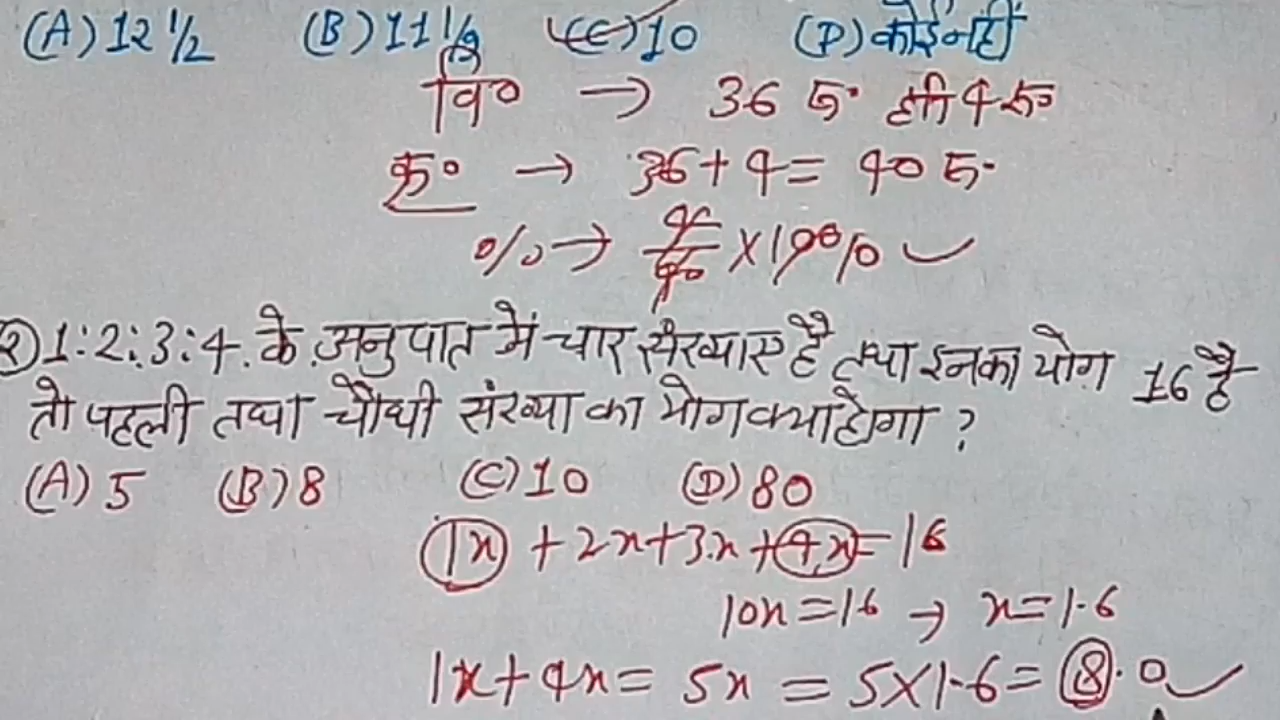 (A) 12 1/2 (B) 11 1/9 (C) 10 (D) कोई नहीं
वि० → 36 रु॰ हानि 4 रु॰
क्र॰ → 36 + 4 = 40 रु॰
% → 4/40 × 100% ✓
2) 1:2:3:4. के अनुपात में चार संख्याए है तथा इनका योग 16 है
तो पहली तथा चौथी संख्या का योग क्या होगा ?
(A) 5 (B) 8 (C) 10 (D) 80
1x + 2x + 3x + 4x = 16
10x = 16 → x = 1.6
1x + 4x = 5x = 5 × 1.6 = 8.0 ✓